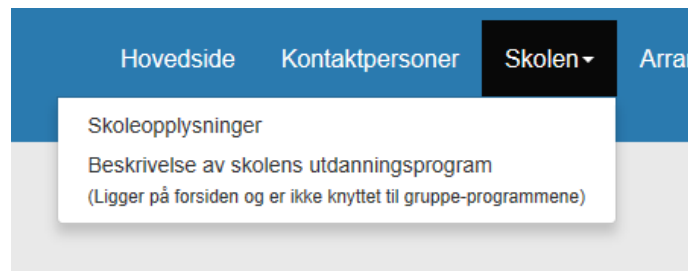 Hovedside Kontaktpersoner Skolen
Skoleopplysninger
Beskrivelse av skolens utdanningsprogram
(Ligger på forsiden og er ikke knyttet til gruppe-programmene)